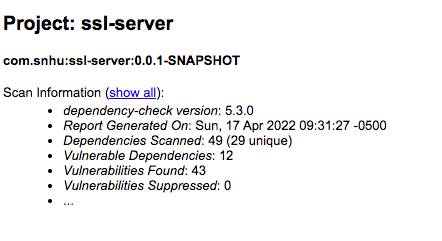 Project: ssl-server
com.snhu:ssl-server:0.0.1-SNAPSHOT
Scan Information (show all):
• dependency-check version: 5.3.0
• Report Generated On: Sun, 17 Apr 2022 09:31:27 -0500
• Dependencies Scanned: 49 (29 unique)
• Vulnerable Dependencies: 12
• Vulnerabilities Found: 43
• Vulnerabilities Suppressed: 0
• ...